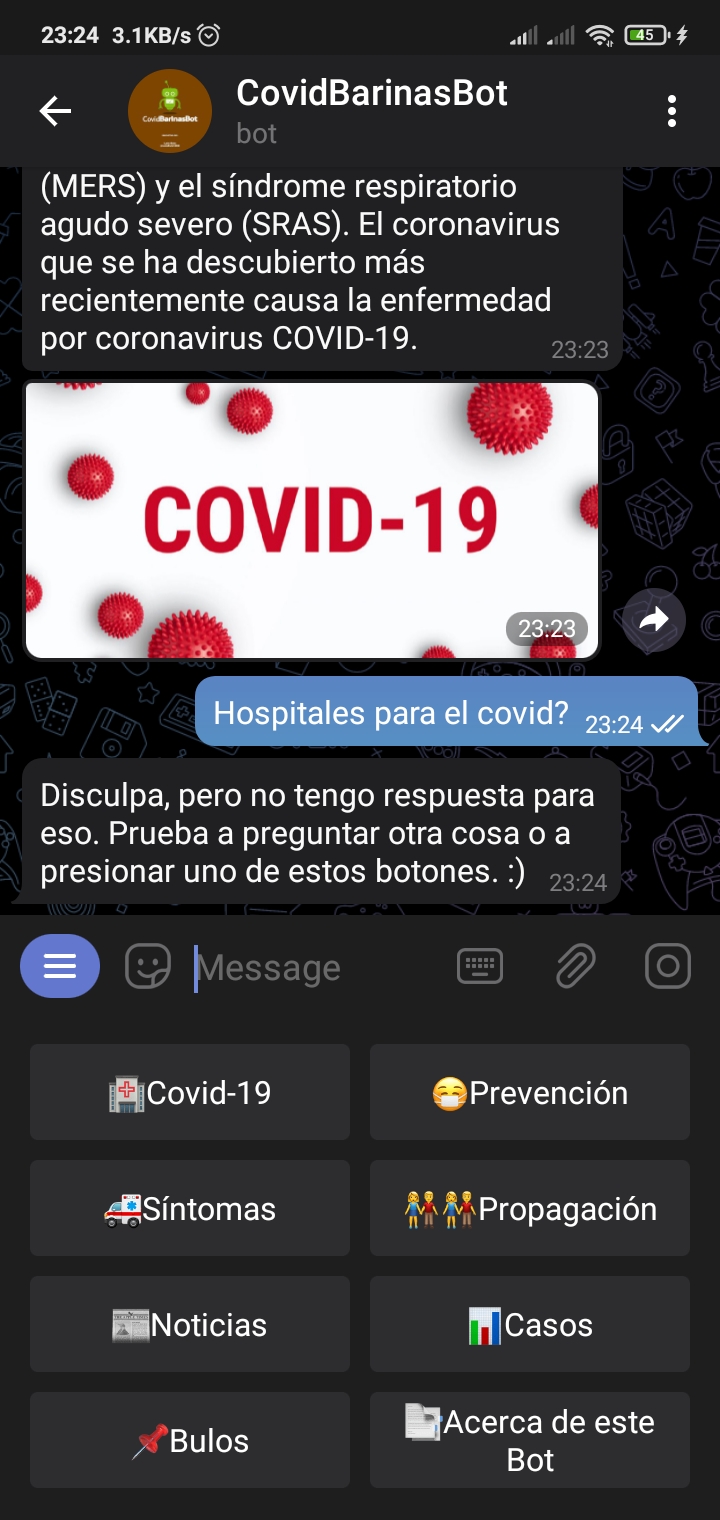 23:24 3.1KB/s
45
CovidBarinasBot
bot
CovidBarinasBot
(MERS) y el síndrome respiratorio
agudo severo (SRAS). El coronavirus
que se ha descubierto más
recientemente causa la enfermedad
por coronavirus COVID-19.
23:23
COVID-19
23:23
Hospitales para el covid? 23:24
Disculpa, pero no tengo respuesta para
eso. Prueba a preguntar otra cosa o a
presionar uno de estos botones. :) 23:24
Message
Covid-19
Prevención
Síntomas
Propagación
Noticias
Casos
Bulos
Acerca de este
Bot